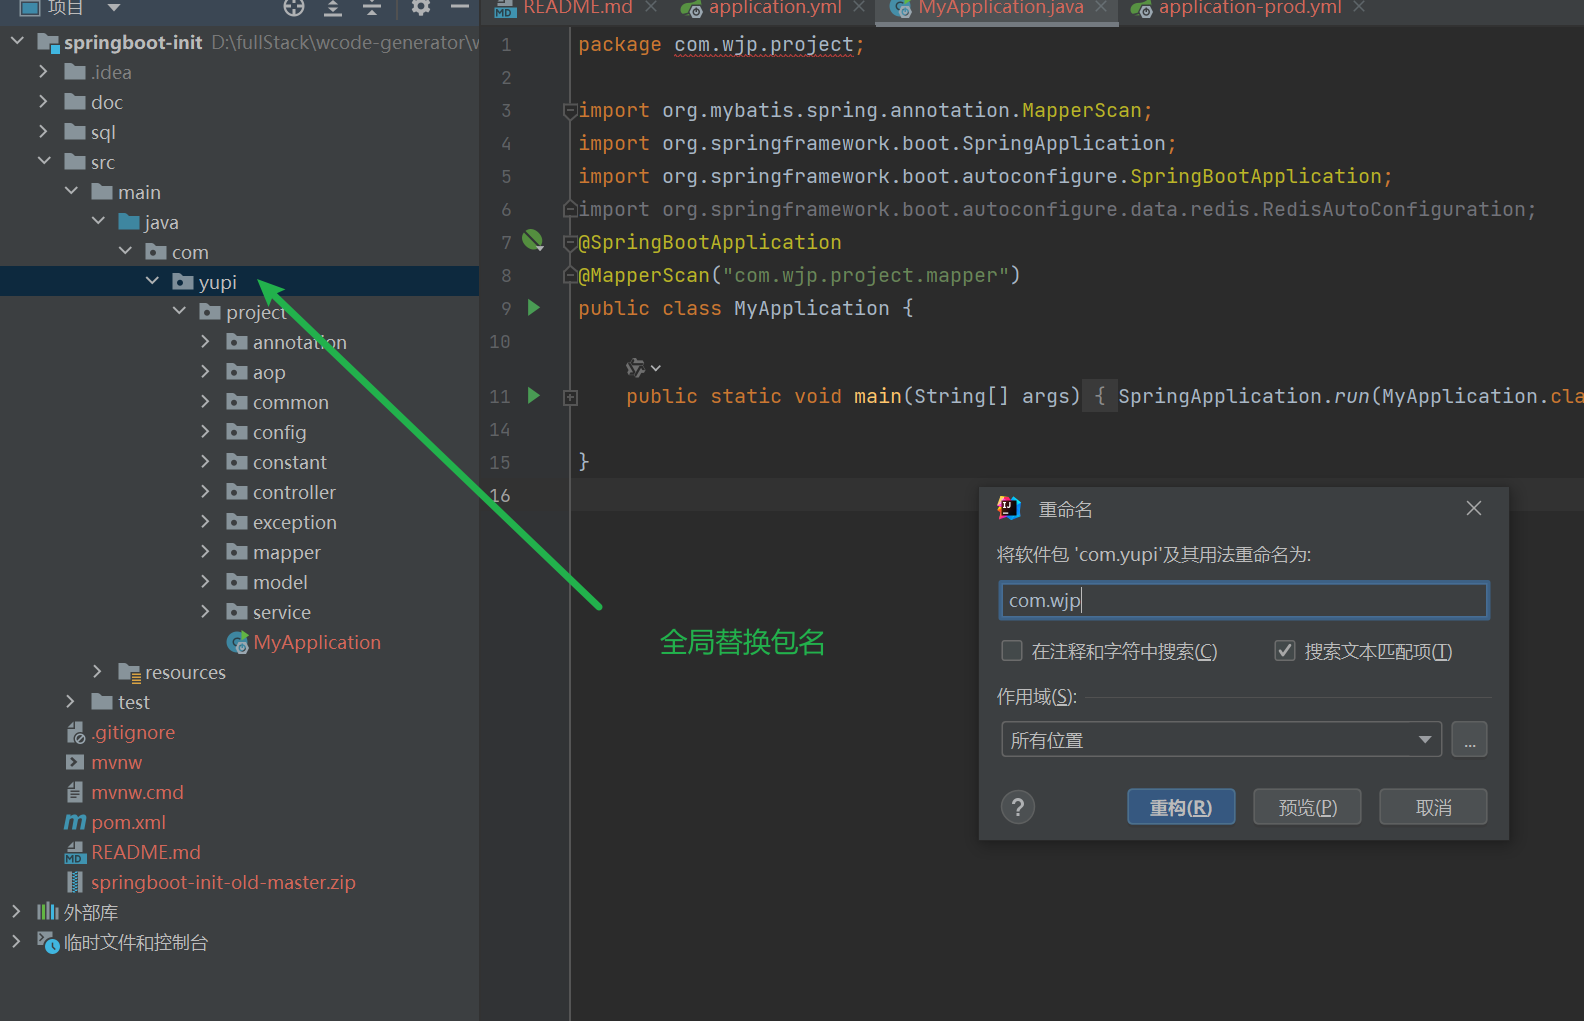 项目
README.md
application.yml
MyApplication.java
application-prod.yml
springboot-init D:\fullStack\wcode-generator\w
.idea
doc
sql
src
main
java
com
yupi
project
annotation
aop
common
config
constant
controller
exception
mapper
model
service
MyApplication
resources
test
.gitignore
mvnw
mvnw.cmd
pom.xml
README.md
springboot-init-old-master.zip
外部库
临时文件和控制台
1 package com.wjp.project;
2
3 import org.mybatis.spring.annotation.MapperScan;
4 import org.springframework.boot.SpringApplication;
5 import org.springframework.boot.autoconfigure.SpringBootApplication;
6 import org.springframework.boot.autoconfigure.data.redis.RedisAutoConfiguration;
7 @SpringBootApplication
8 @MapperScan("com.wjp.project.mapper")
9 public class MyApplication {
10
11 public static void main(String[] args) { SpringApplication.run(MyApplication.cla
14
15 }
16
全局替换包名
重命名
将软件包 'com.yupi'及其用法重命名为:
com.wjp
在注释和字符中搜索(C)
搜索文本匹配项(T)
作用域(S):
所有位置
...
?
重构(R)
预览(P)
取消